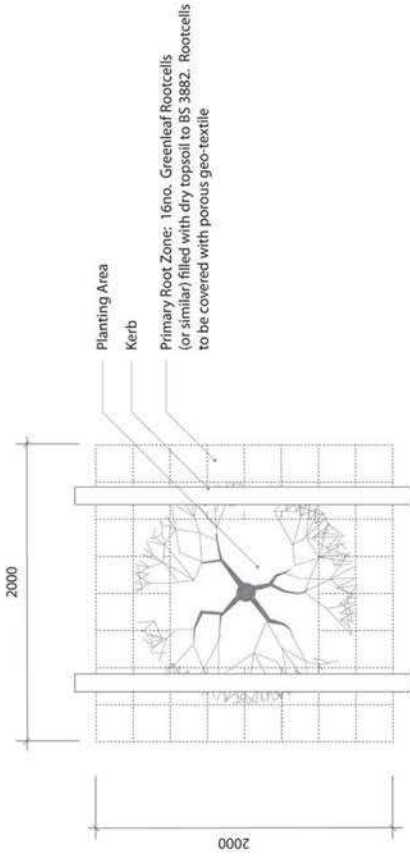 2000
Planting Area
Kerb
Primary Root Zone: 16no. Greenleaf Rootcells
(or similar) filled with dry topsoil to BS 3882. Rootcells
to be covered with porous geo-textile
2000